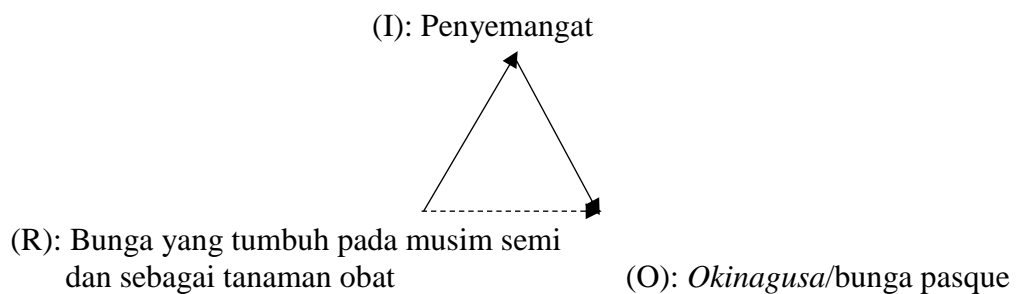 (I): Penyemangat
(R): Bunga yang tumbuh pada musim semi
dan sebagai tanaman obat
(O): Okinagusa/bunga pasque